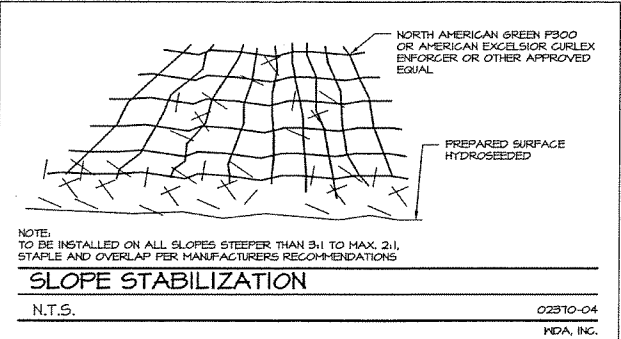 NORTH AMERICAN GREEN P300
OR AMERICAN EXCELSIOR CURLEX
ENFORCER OR OTHER APPROVED
EQUAL
PREPARED SURFACE
HYDROSEEDED
NOTE:
TO BE INSTALLED ON ALL SLOPES STEEPER THAN 3:1 TO MAX. 2:1,
STAPLE AND OVERLAP PER MANUFACTURERS RECOMMENDATIONS
SLOPE STABILIZATION
N.T.S.
02370-04
WDA, INC.